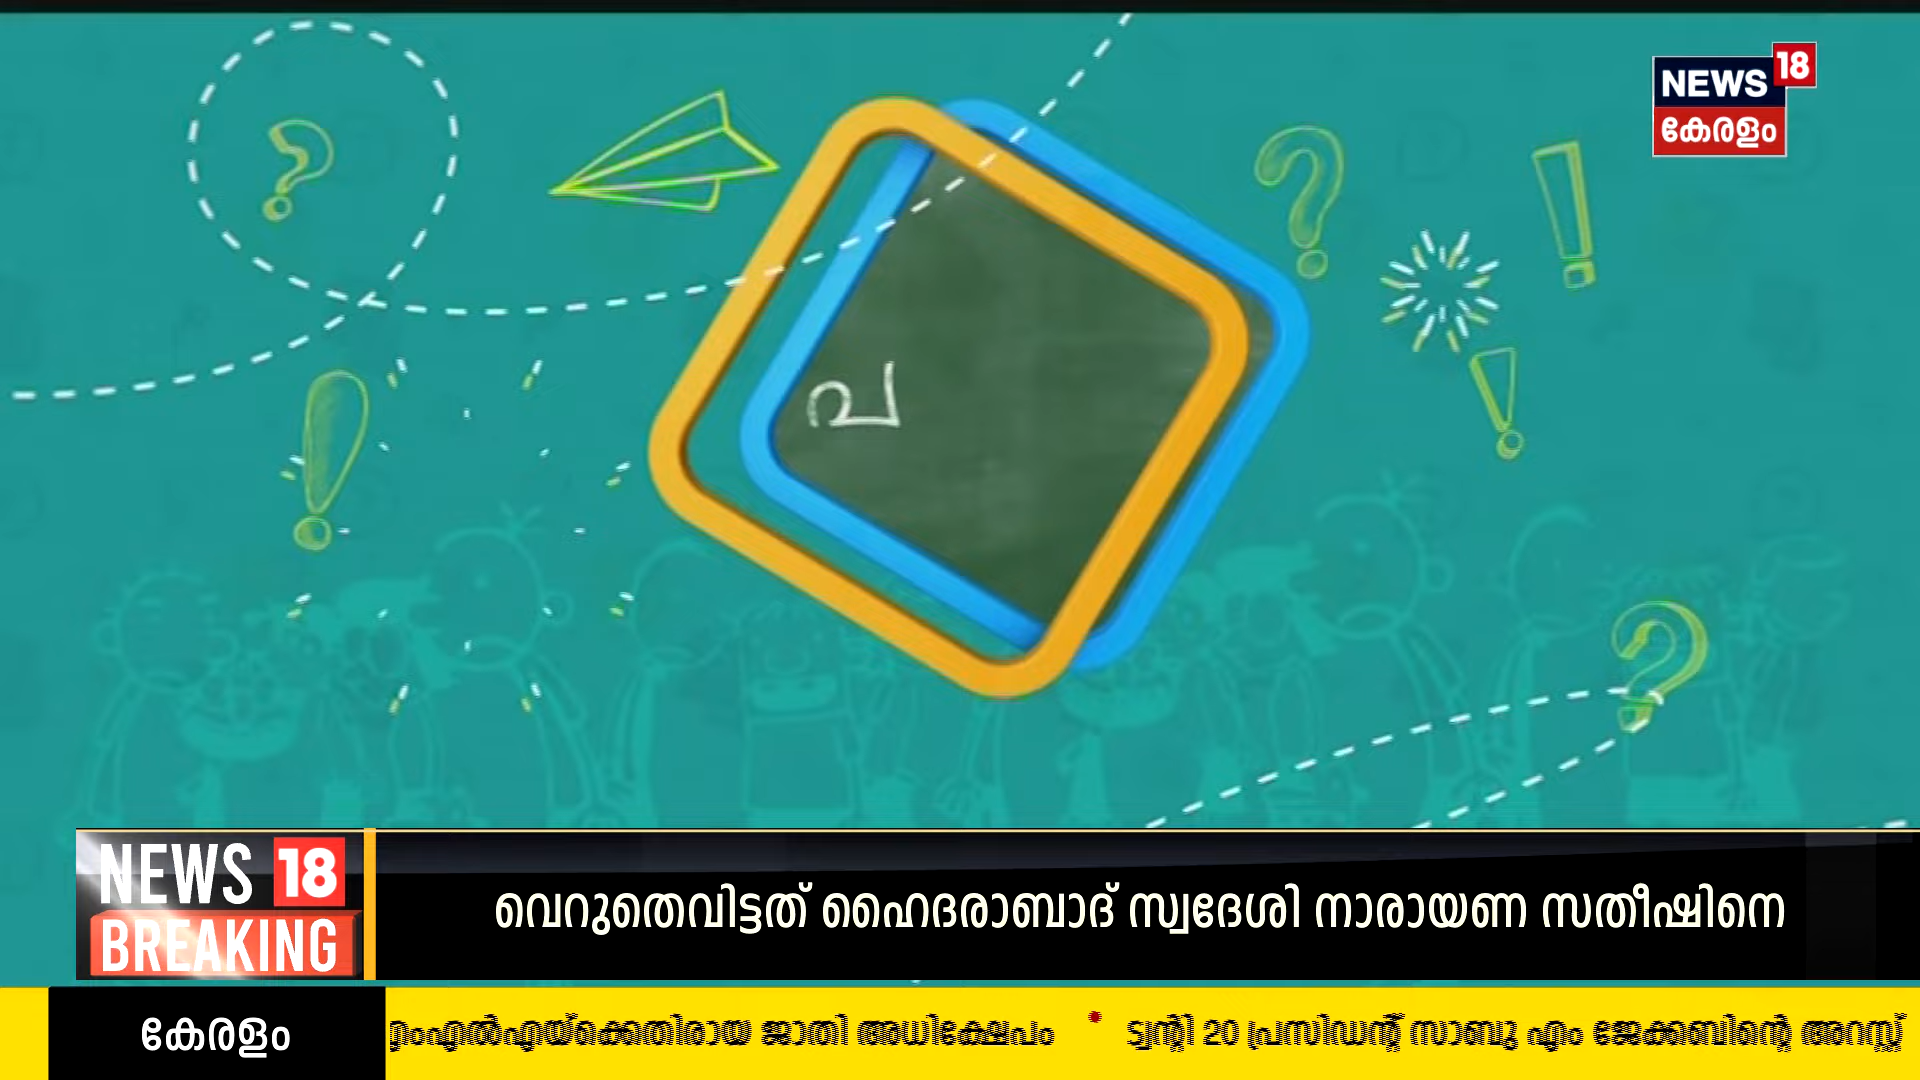 NEWS 18
കേരളം
വ
NEWS 18
BREAKING
വെറുതെവിട്ടത് ഹൈദരാബാദ് സ്വദേശി നാരായണ സതീഷിനെ
കേരളം
എംഎൽഎയ്ക്കെതിരായ ജാതി അധിക്ഷേപം • ട്വന്റി 20 പ്രസിഡന്റ് സാബു എം ജേക്കബിന്റെ അറസ്റ്റ്